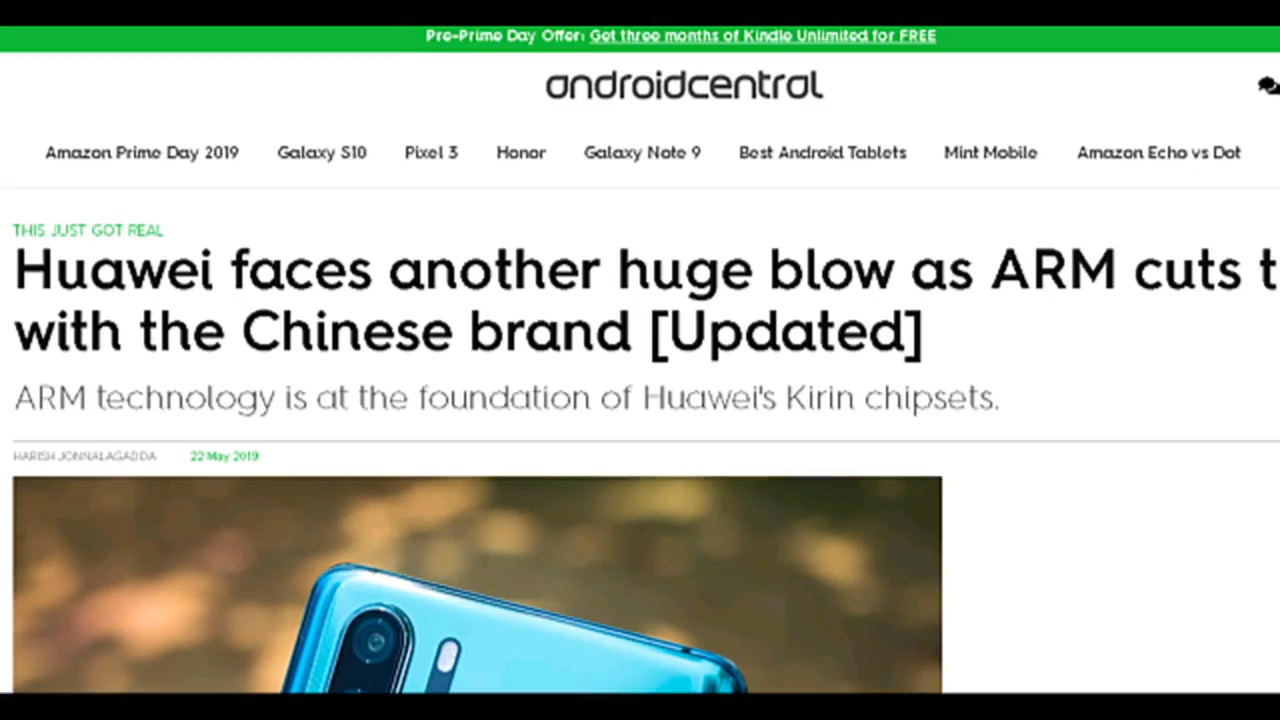 Pre-Prime Day Offer: Get three months of Kindle Unlimited for FREE
androidcentral
Amazon Prime Day 2019 Galaxy S10 Pixel 3 Honor Galaxy Note 9 Best Android Tablets Mint Mobile Amazon Echo vs Dot
THIS JUST GOT REAL
Huawei faces another huge blow as ARM cuts t
with the Chinese brand [Updated]
ARM technology is at the foundation of Huawei's Kirin chipsets.
HARISH JONNALAGADDA 22 May 2019